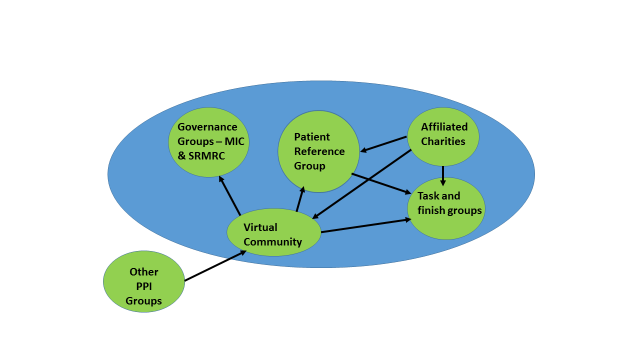 Governance
Groups – MIC
& SRMRC
Patient
Reference
Group
Affiliated
Charities
Task and
finish groups
Virtual
Community
Other
PPI
Groups